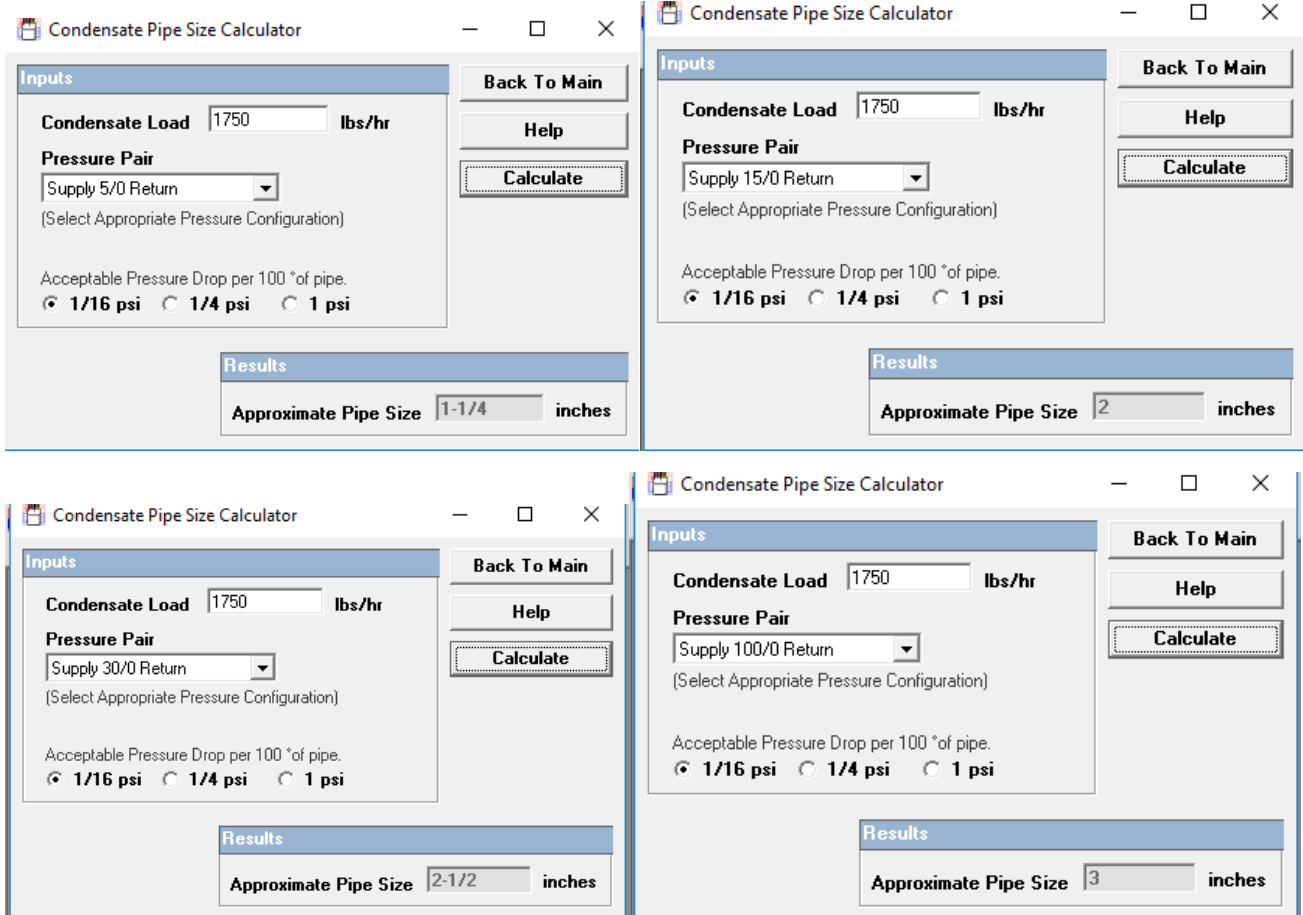 Condensate Pipe Size Calculator
Inputs
Back To Main
Condensate Load 1750 lbs/hr
Help
Pressure Pair
Supply 5/0 Return
Calculate
(Select Appropriate Pressure Configuration)
Acceptable Pressure Drop per 100 "of pipe.
1/16 psi 1/4 psi 1 psi
Results
Approximate Pipe Size 1-1/4 inches
Condensate Pipe Size Calculator
Inputs
Back To Main
Condensate Load 1750 lbs/hr
Help
Pressure Pair
Supply 15/0 Return
Calculate
(Select Appropriate Pressure Configuration)
Acceptable Pressure Drop per 100 "of pipe.
1/16 psi 1/4 psi 1 psi
Results
Approximate Pipe Size 2 inches
Condensate Pipe Size Calculator
Inputs
Back To Main
Condensate Load 1750 lbs/hr
Help
Pressure Pair
Supply 30/0 Return
Calculate
(Select Appropriate Pressure Configuration)
Acceptable Pressure Drop per 100 "of pipe.
1/16 psi 1/4 psi 1 psi
Results
Approximate Pipe Size 2-1/2 inches
Condensate Pipe Size Calculator
Inputs
Back To Main
Condensate Load 1750 lbs/hr
Help
Pressure Pair
Supply 100/0 Return
Calculate
(Select Appropriate Pressure Configuration)
Acceptable Pressure Drop per 100 "of pipe.
1/16 psi 1/4 psi 1 psi
Results
Approximate Pipe Size 3 inches